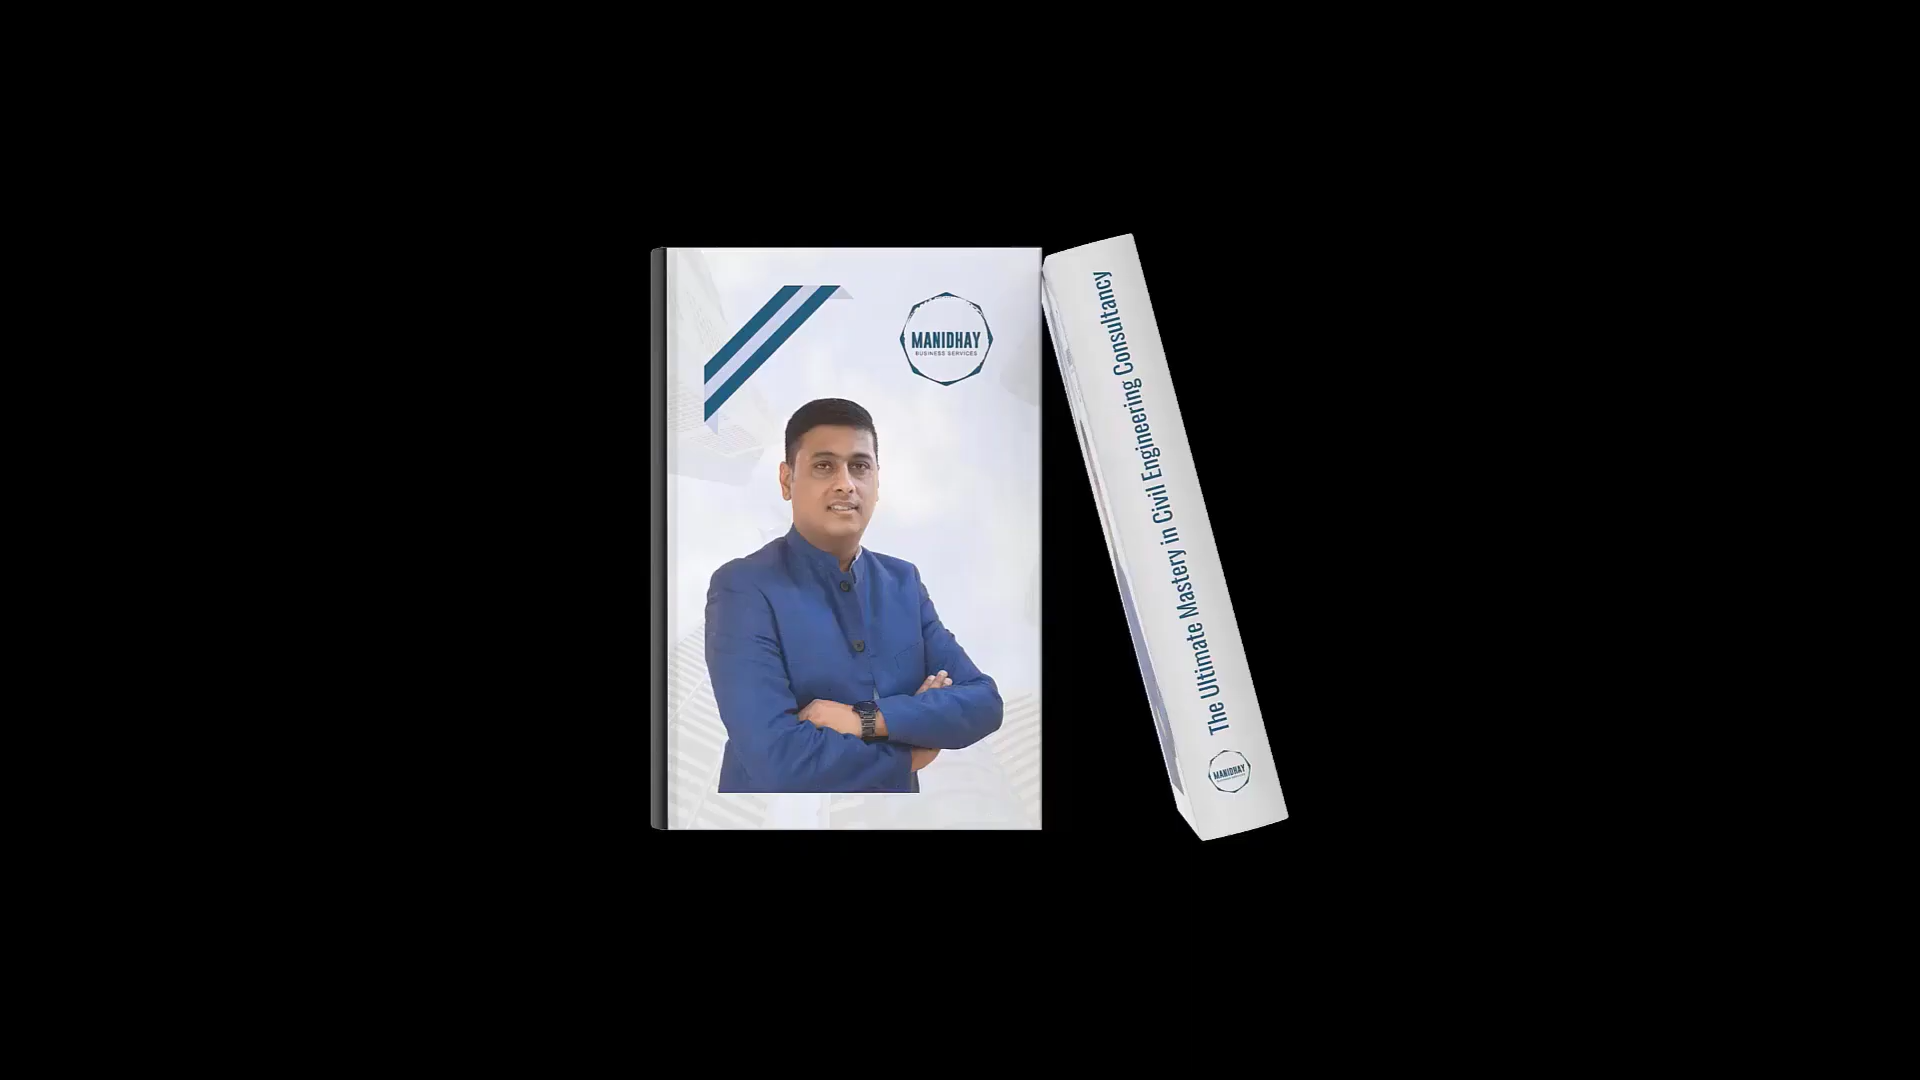 MANIDHAY
BUSINESS SERVICES
The Ultimate Mastery in Civil Engineering Consultancy
MANIDHAY